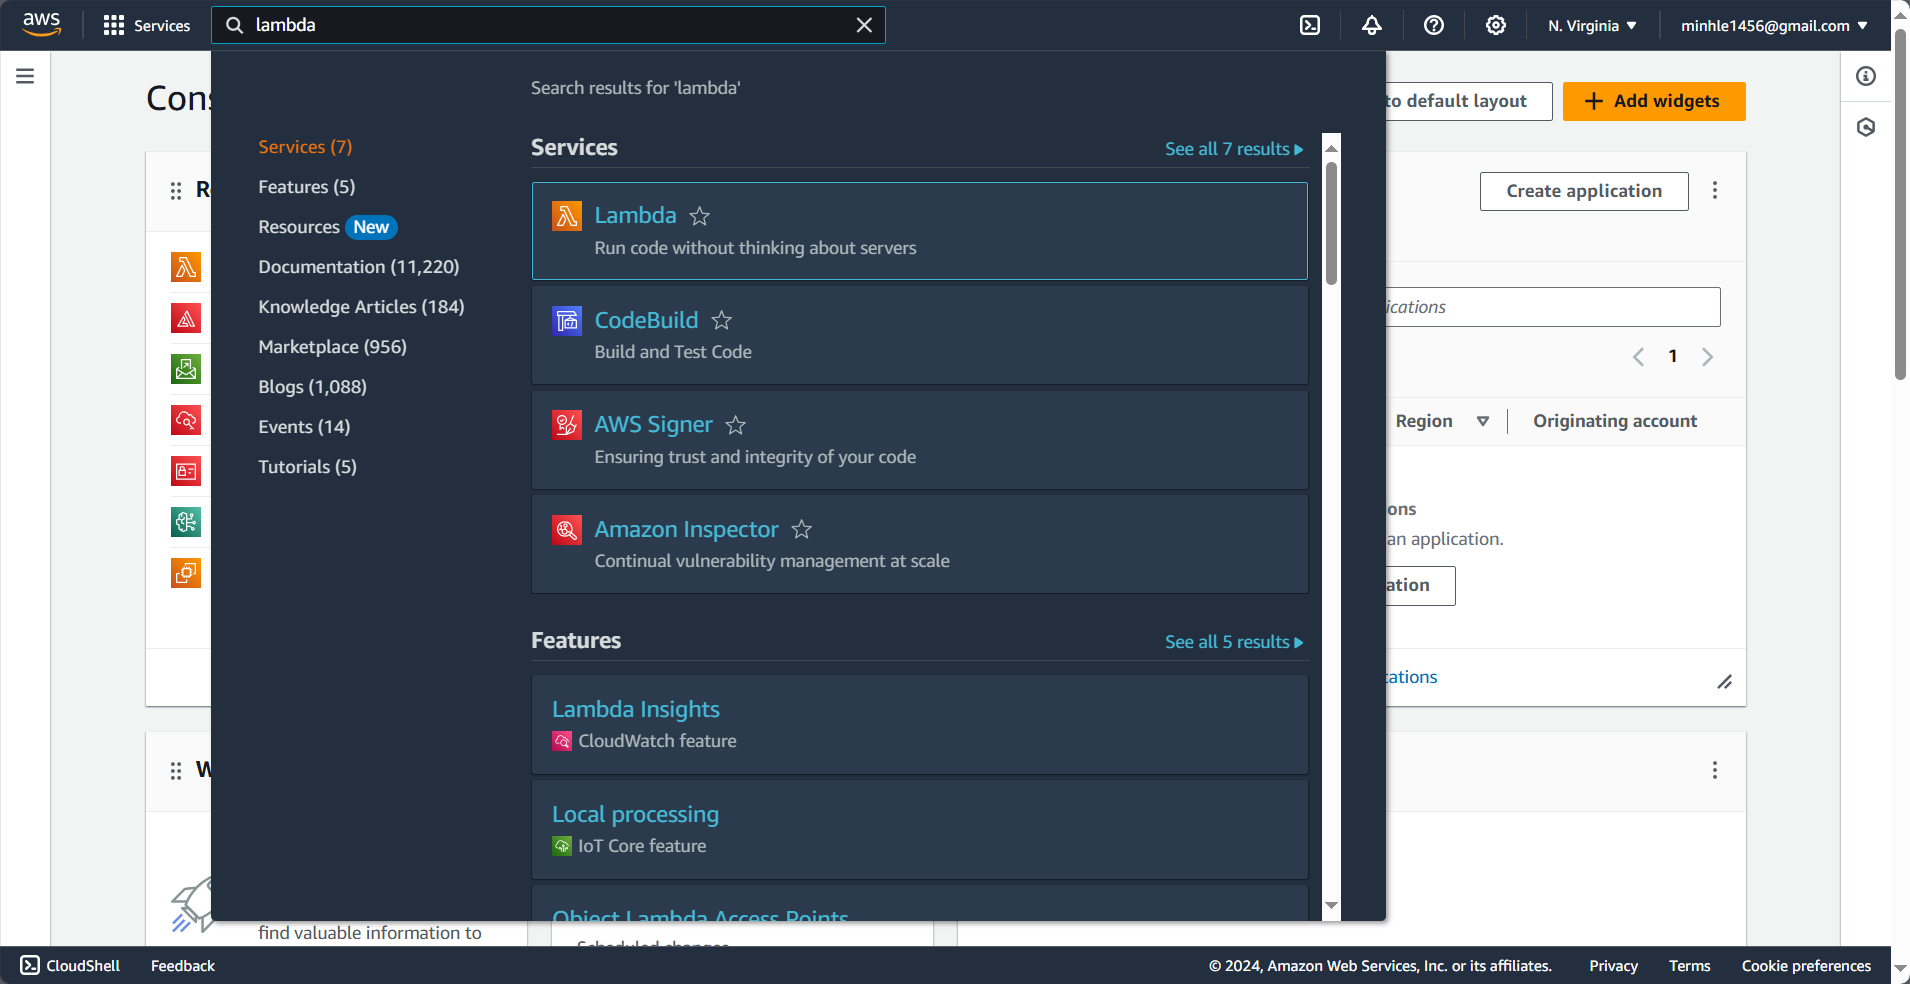 aws
Services
lambda
N. Virginia
minhle1456@gmail.com
Cons
to default layout
Add widgets
Search results for 'lambda'
Services (7)
Features (5)
Resources New
Documentation (11,220)
Knowledge Articles (184)
Marketplace (956)
Blogs (1,088)
Events (14)
Tutorials (5)
Services
See all 7 results
Lambda
Run code without thinking about servers
CodeBuild
Build and Test Code
AWS Signer
Ensuring trust and integrity of your code
Amazon Inspector
Continual vulnerability management at scale
Features
See all 5 results
Lambda Insights
CloudWatch feature
Local processing
IoT Core feature
Object Lambda Access Points
Create application
ications
1
Region
Originating account
ons
an application.
ation
cations
find valuable information to
Scheduled changes
CloudShell
Feedback
© 2024, Amazon Web Services, Inc. or its affiliates.
Privacy
Terms
Cookie preferences